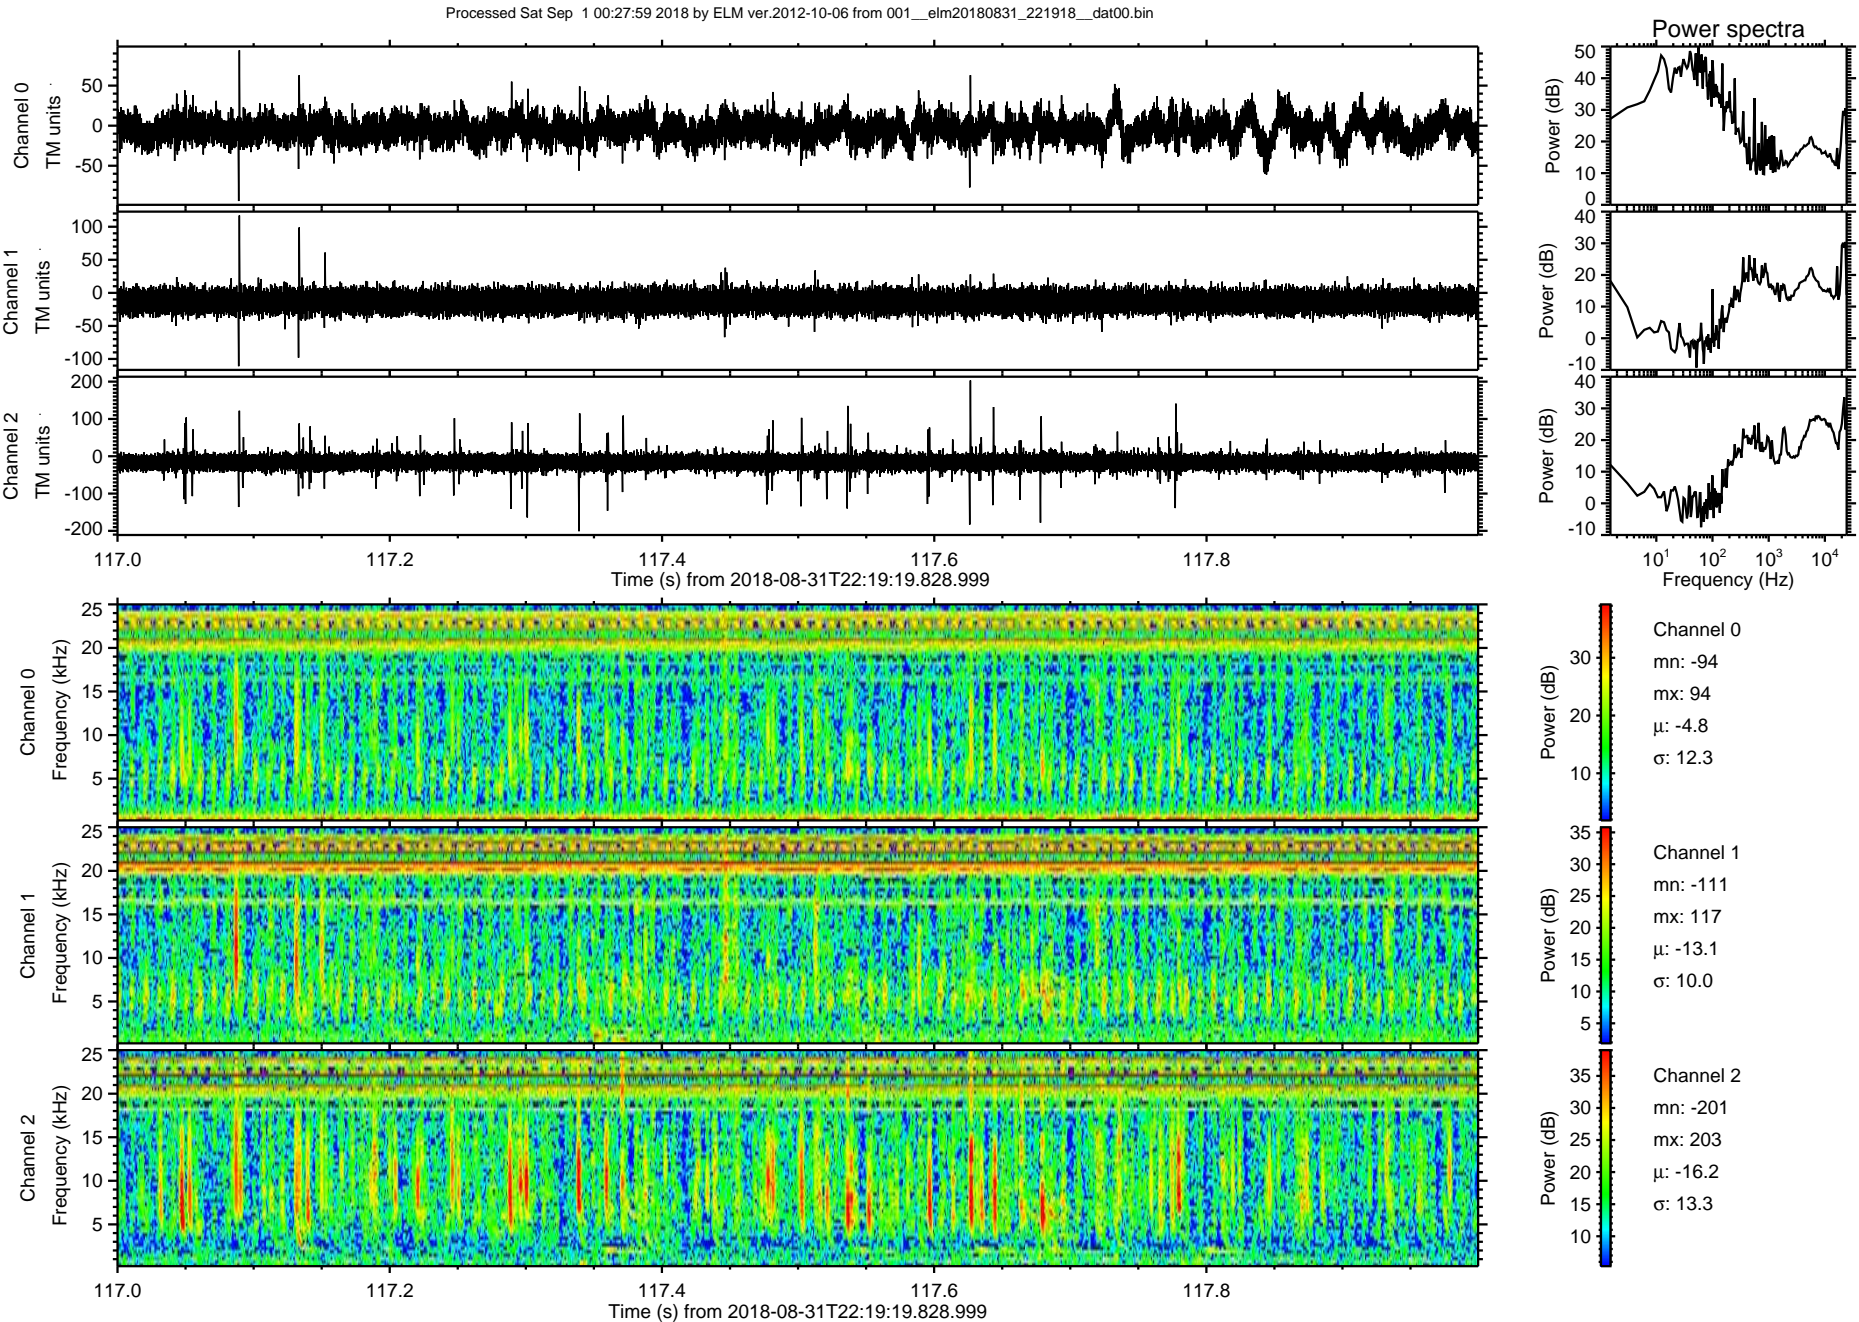 Processed Sat Sep  1 00:27:59 2018 by ELM ver.2012-10-06 from 001__elm20180831_221918__dat00.bin
Power spectra
Channel 0
TM units
50
0
-50
Power (dB)
50
40
30
20
10
0
Channel 1
TM units
100
50
0
-50
-100
Power (dB)
40
30
20
10
0
-10
Channel 2
TM units
200
100
0
-100
-200
Power (dB)
40
30
20
10
0
-10
117.0 117.2 117.4 117.6 117.8
Time (s) from 2018-08-31T22:19:19.828.999
10^1 10^2 10^3 10^4
Frequency (Hz)
Channel 0
Frequency (kHz)
25
20
15
10
5
Power (dB)
30
20
10
Channel 0
mn: -94
mx: 94
μ: -4.8
σ: 12.3
Channel 1
Frequency (kHz)
25
20
15
10
5
Power (dB)
35
30
25
20
15
10
5
Channel 1
mn: -111
mx: 117
μ: -13.1
σ: 10.0
Channel 2
Frequency (kHz)
25
20
15
10
5
Power (dB)
35
30
25
20
15
10
Channel 2
mn: -201
mx: 203
μ: -16.2
σ: 13.3
117.0 117.2 117.4 117.6 117.8
Time (s) from 2018-08-31T22:19:19.828.999